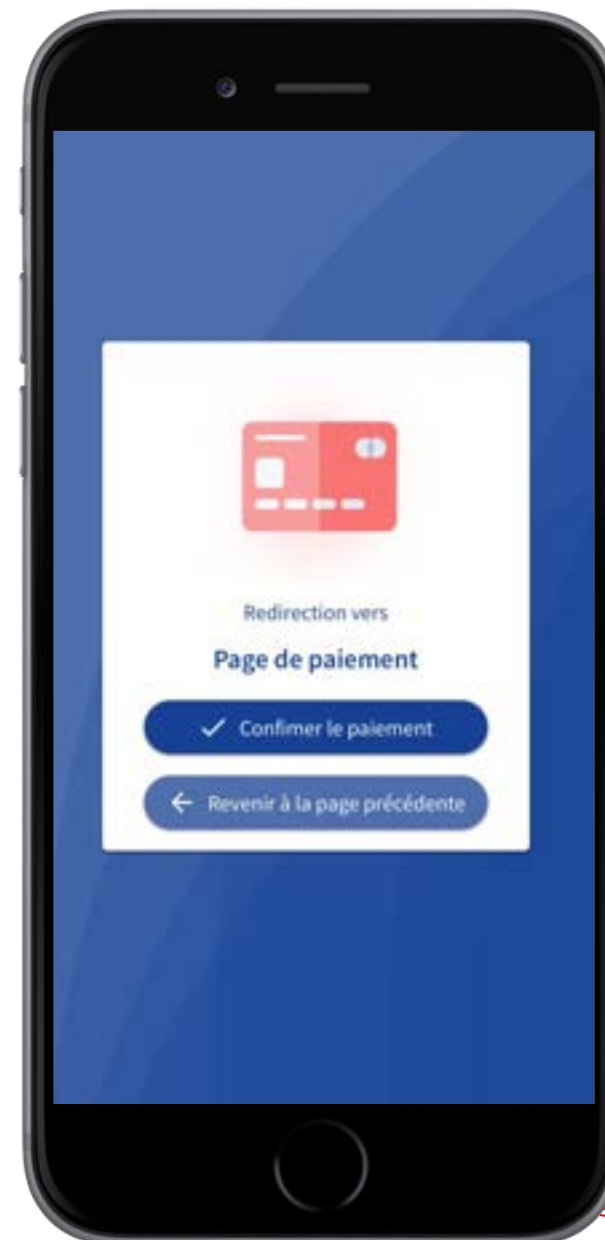 Redirection vers
Page de paiement
Confimer le paiement
Revenir à la page précédente